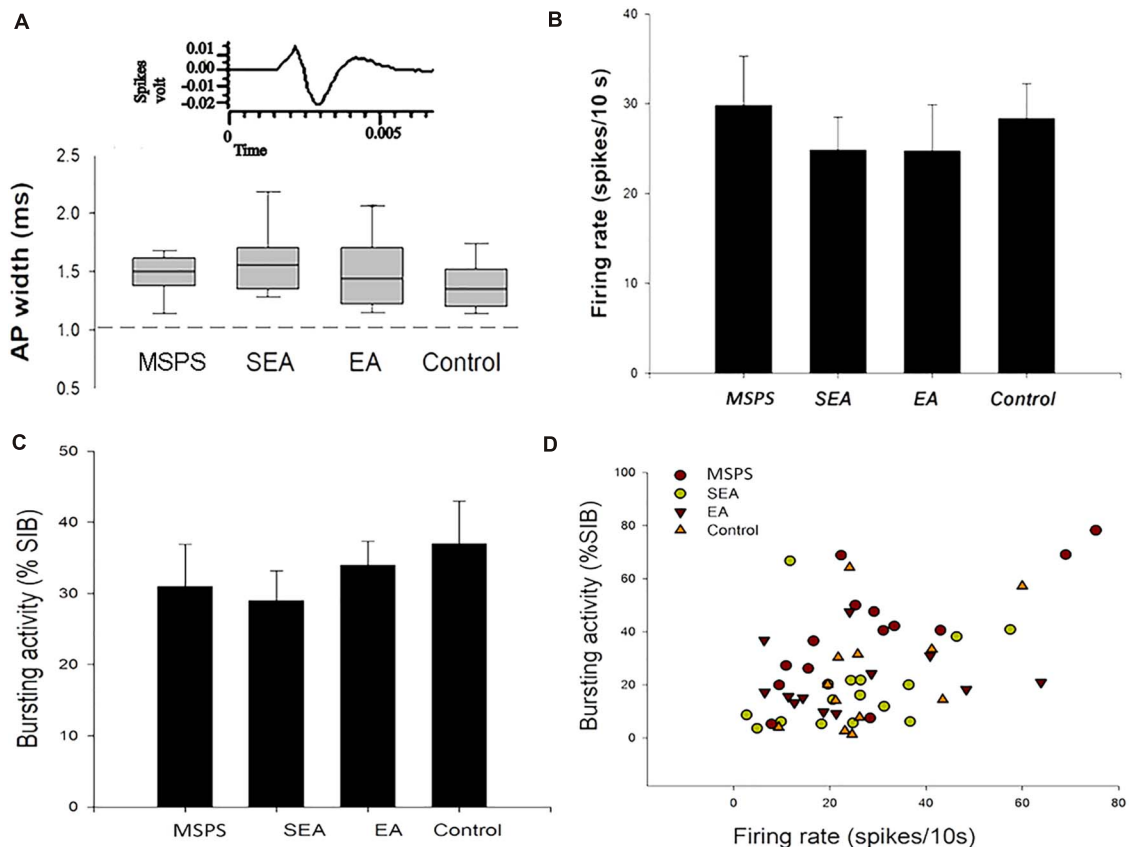 A
Spikes
volt
0.01
0.00
-0.01
-0.02
0
0.005
Time
AP width (ms)
2.5
2.0
1.5
1.0
0.5
MSPS
SEA
EA
Control
B
Firing rate (spikes/10 s)
40
30
20
10
0
MSPS
SEA
EA
Control
C
Bursting activity (% SIB)
50
40
30
20
10
0
MSPS
SEA
EA
Control
D
Bursting activity (%SIB)
100
80
60
40
20
0
MSPS
SEA
EA
Control
0
20
40
60
80
Firing rate (spikes/10s)